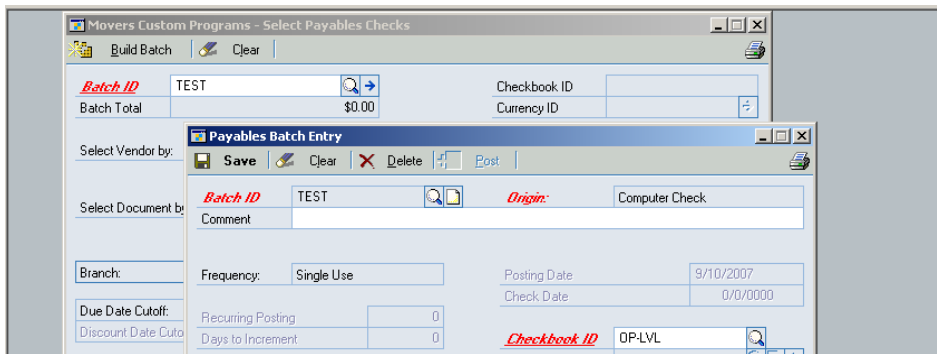 Movers Custom Programs - Select Payables Checks
Build Batch Clear
Batch ID TEST Checkbook ID
Batch Total $0.00 Currency ID
Select Vendor by:
Select Document b
Branch:
Due Date Cutoff:
Discount Date Cuto
Payables Batch Entry
Save Clear Delete Post
Batch ID TEST Origin: Computer Check
Comment
Frequency: Single Use Posting Date 9/10/2007
Check Date 0/0/0000
Recurring Posting 0
Days to Increment 0 Checkbook ID OP-LVL